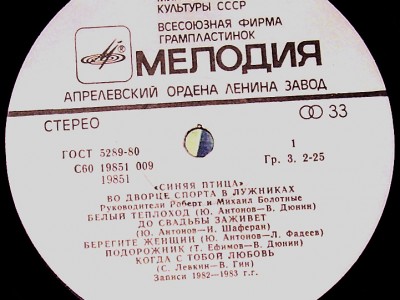 КУЛЬТУРЫ СССР
ВСЕСОЮЗНАЯ ФИРМА
ГРАМПЛАСТИНОК
МЕЛОДИЯ
АПРЕЛЕВСКИЙ ОРДЕНА ЛЕНИНА ЗАВОД
СТЕРЕО
33
ГОСТ 5289-80
1
С60 19851 009
Гр. 3. 2-25
19851
«СИНЯЯ ПТИЦА»
ВО ДВОРЦЕ СПОРТА В ЛУЖНИКАХ
Руководители Роберт и Михаил Болотные
БЕЛЫЙ ТЕПЛОХОД (Ю. Антонов—В. Дюнин)
ДО СВАДЬБЫ ЗАЖИВЕТ
(Ю. Антонов—И. Шаферан)
БЕРЕГИТЕ ЖЕНЩИН (Ю. Антонов—Л. Фадеев)
ПОДОРОЖНИК (Т. Ефимов—В. Дюнин)
КОГДА С ТОБОЙ ЛЮБОВЬ
(С. Левкин—В. Гин)
Записи 1982—1983 г.г.